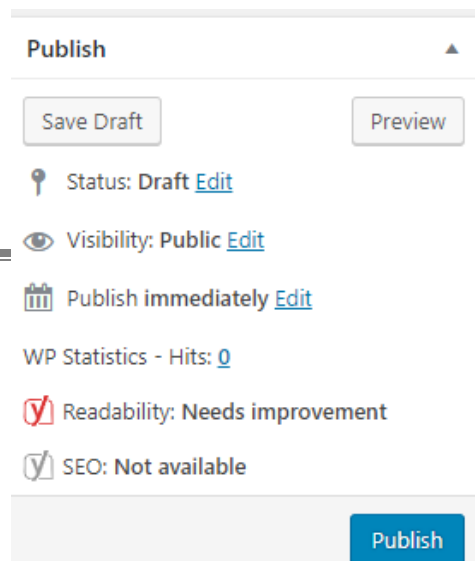 Publish
Save Draft
Preview
Status: Draft Edit
Visibility: Public Edit
Publish immediately Edit
WP Statistics - Hits: 0
Readability: Needs improvement
SEO: Not available
Publish